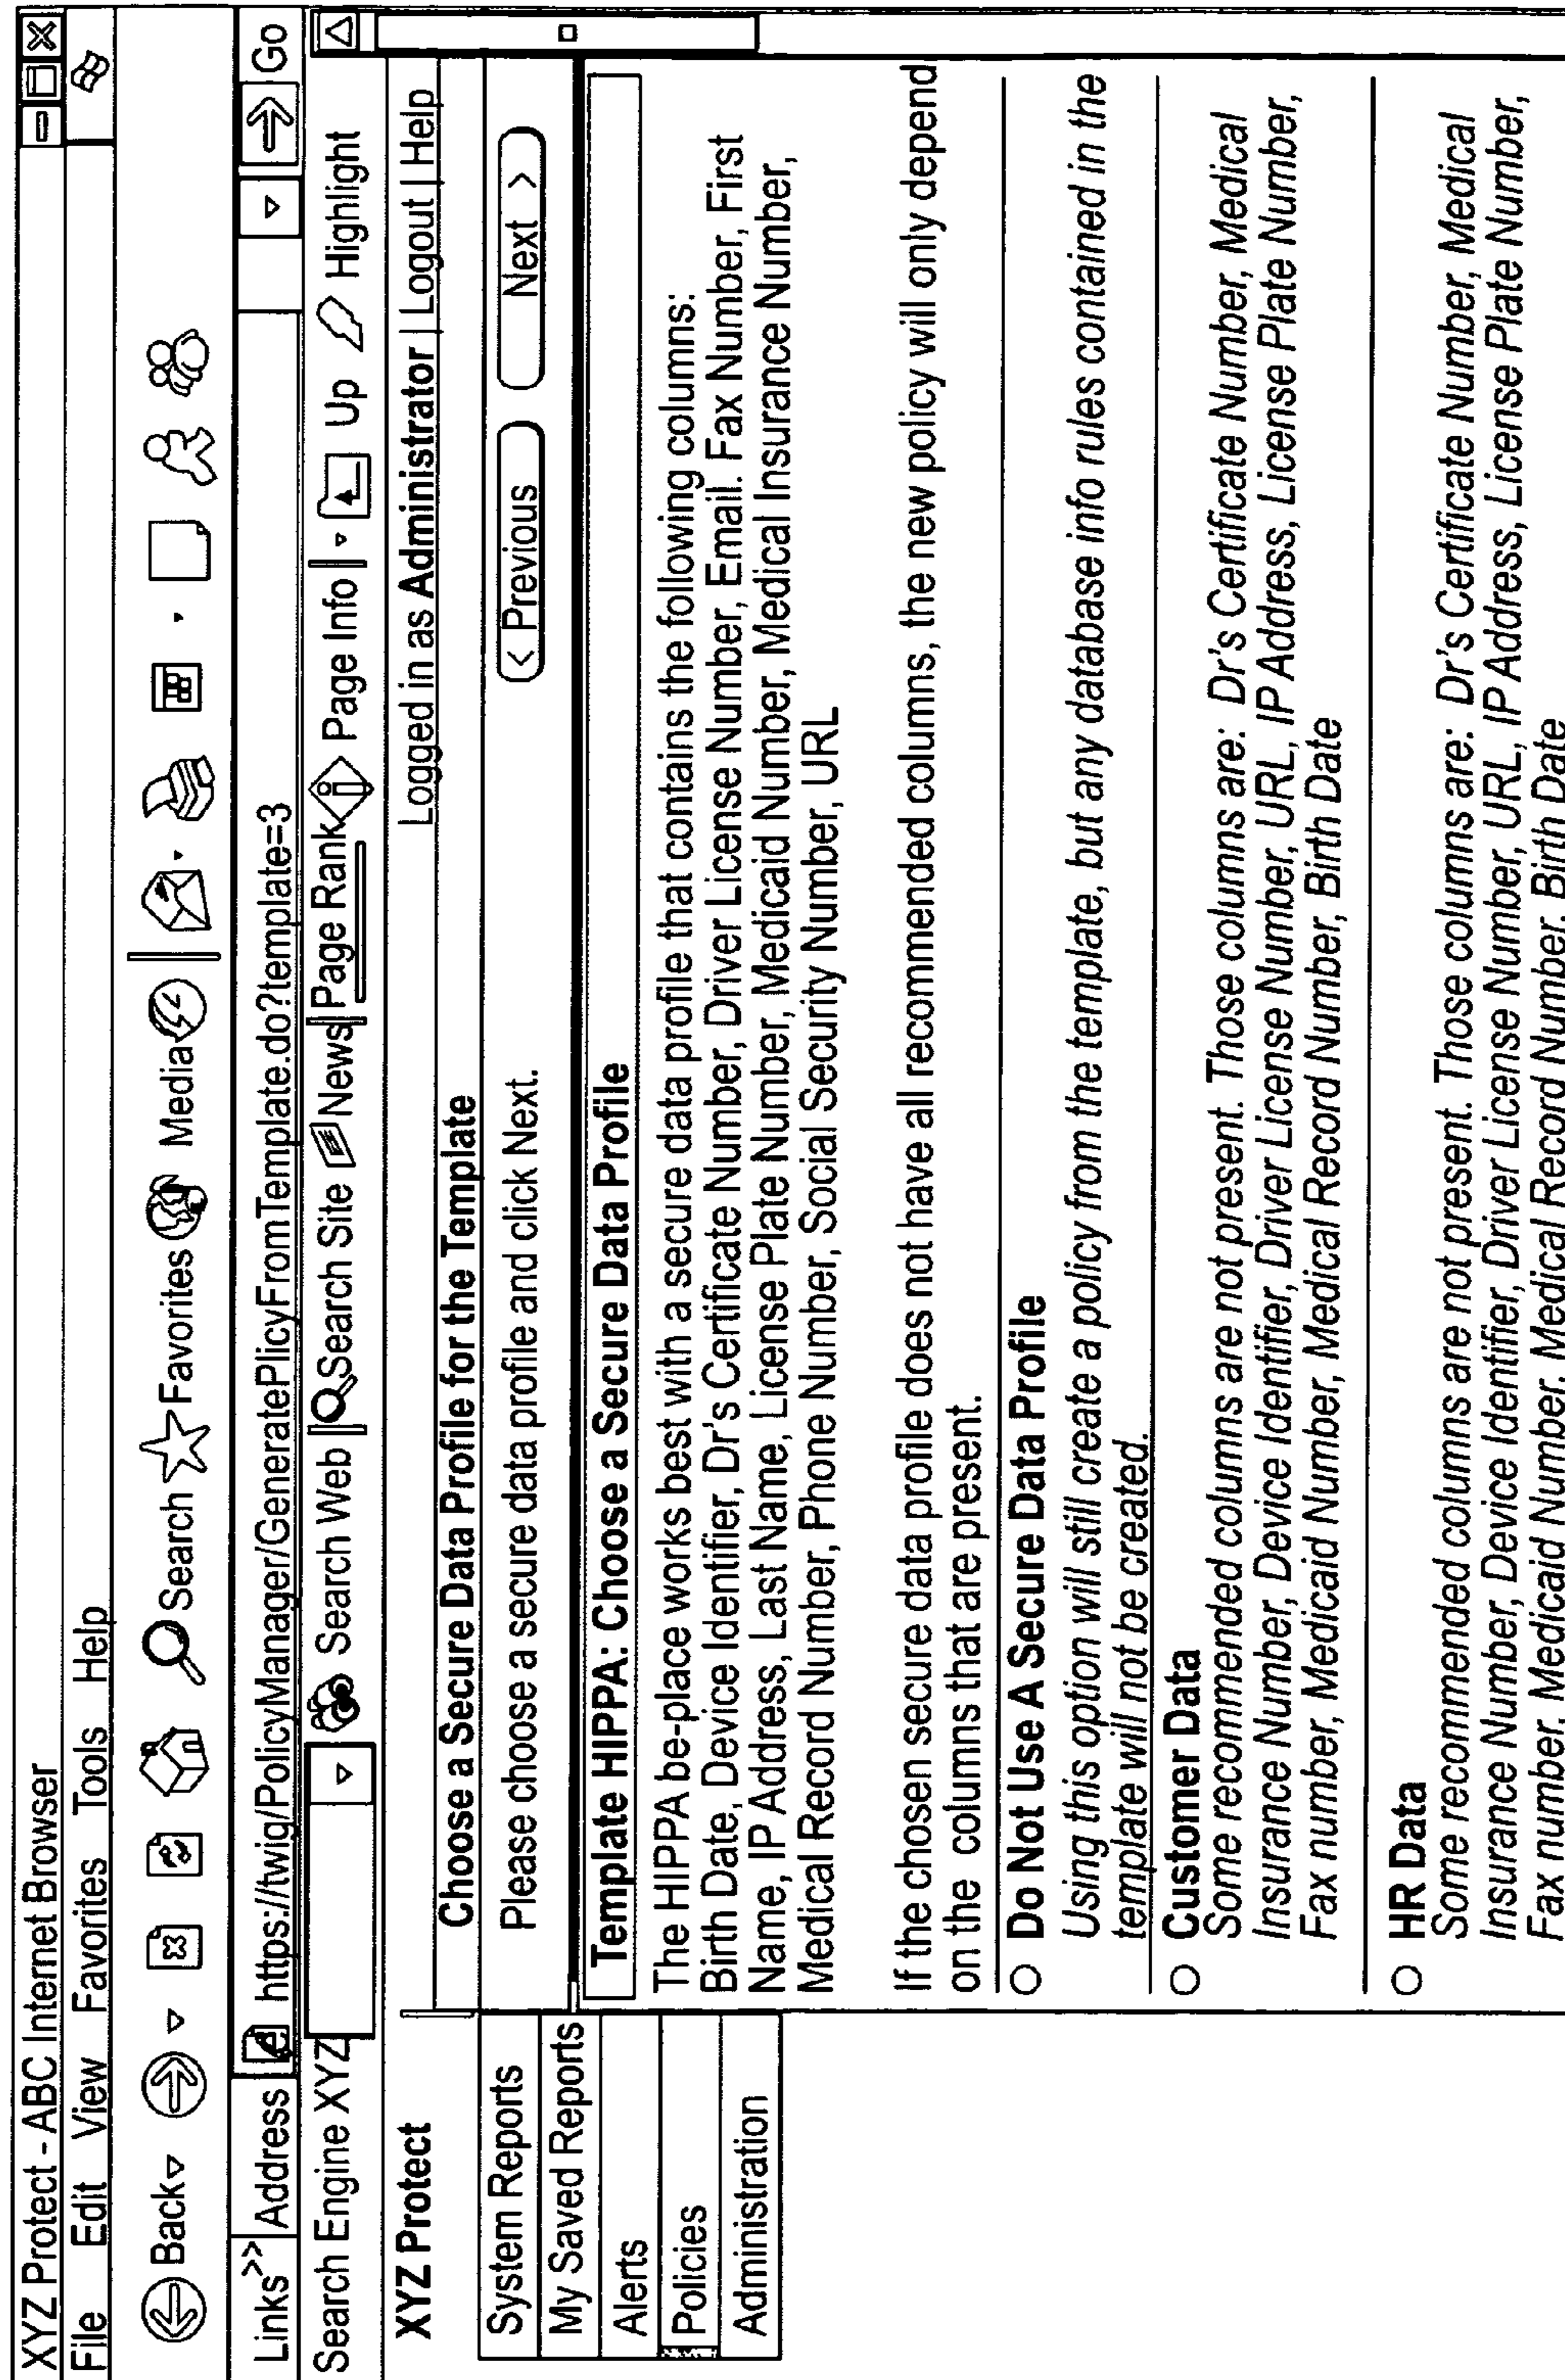 XYZ Protect - ABC Internet Browser
File Edit View Favorites Tools Help
Back Search Favorites Media
Links>> Address https://twig/PolicyManager/GeneratePlicyFromTemplate.do?template=3 Go
Search Engine XYZ Search Web Search Site News Page Rank Page Info Up Highlight
XYZ Protect Logged in as Administrator | Logout | Help
System Reports
My Saved Reports
Alerts
Policies
Administration
Choose a Secure Data Profile for the Template
Please choose a secure data profile and click Next. < Previous Next >
Template HIPPA: Choose a Secure Data Profile
The HIPPA be-place works best with a secure data profile that contains the following columns:
Birth Date, Device Identifier, Dr's Certificate Number, Driver License Number, Email. Fax Number, First
Name, IP Address, Last Name, License Plate Number, Medicaid Number, Medical Insurance Number,
Medical Record Number, Phone Number, Social Security Number, URL
If the chosen secure data profile does not have all recommended columns, the new policy will only depend
on the columns that are present.
Do Not Use A Secure Data Profile
Using this option will still create a policy from the template, but any database info rules contained in the
template will not be created.
Customer Data
Some recommended columns are not present. Those columns are: Dr's Certificate Number, Medical
Insurance Number, Device Identifier, Driver License Number, URL, IP Address, License Plate Number,
Fax number, Medicaid Number, Medical Record Number, Birth Date
HR Data
Some recommended columns are not present. Those columns are: Dr's Certificate Number, Medical
Insurance Number, Device Identifier, Driver License Number, URL, IP Address, License Plate Number,
Fax number, Medicaid Number, Medical Record Number, Birth Date